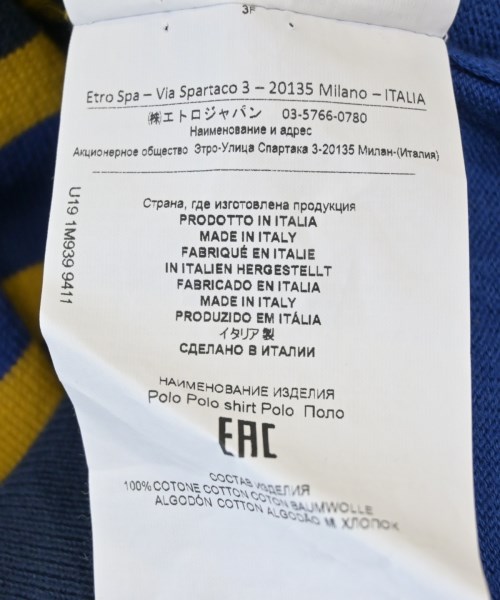 3F
Etro Spa – Via Spartaco 3 – 20135 Milano – ITALIA
㈱エトロジャパン 03-5766-0780
Наименование и адрес
Акционерное общество Этро-Улица Спартака 3-20135 Милан-(Италия)
U19 1M939 9411
Страна, где изготовлена продукция
PRODOTTO IN ITALIA
MADE IN ITALY
FABRIQUÉ EN ITALIE
IN ITALIEN HERGESTELLT
FABRICADO EN ITALIA
MADE IN ITALY
PRODUZIDO EM ITÁLIA
イタリア製
СДЕЛАНО В ИТАЛИИ
НАИМЕНОВАНИЕ ИЗДЕЛИЯ
Polo Polo shirt Polo Поло
EAC
СОСТАВ ИЗДЕЛИЯ
100% COTONE COTTON COTON BAUMWOLLE
ALGODÓN COTTON ALGODÃO M ХЛОПОК